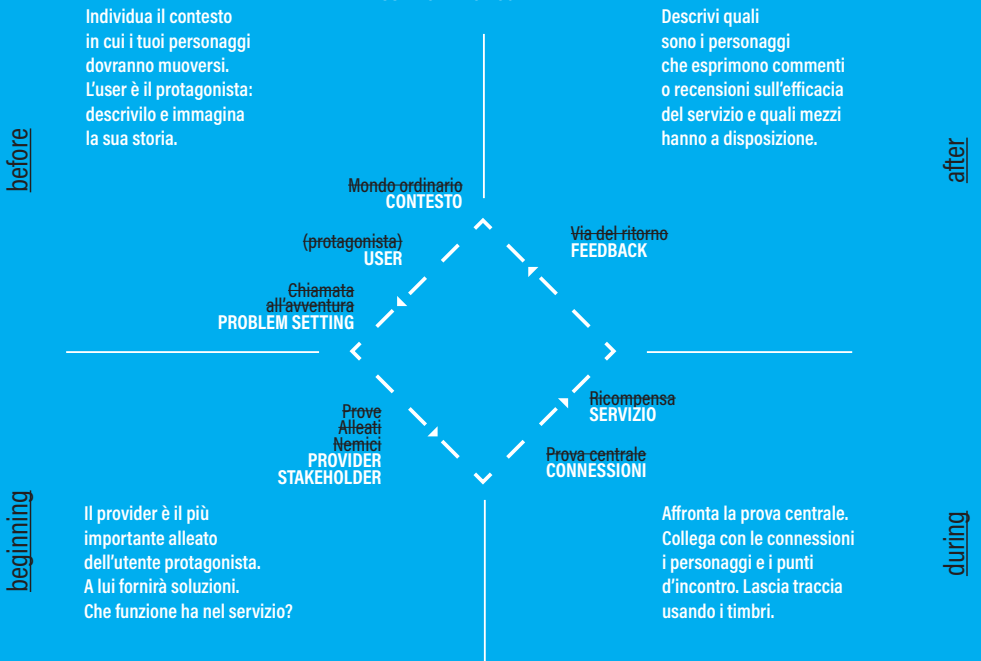 Individua il contesto
in cui i tuoi personaggi
dovranno muoversi.
L'user è il protagonista:
descrivilo e immagina
la sua storia.
Descrivi quali
sono i personaggi
che esprimono commenti
o recensioni sull'efficacia
del servizio e quali mezzi
hanno a disposizione.
before
after
Mondo ordinario
CONTESTO
(protagonista)
USER
Chiamata
all'avventura
PROBLEM SETTING
Via del ritorno
FEEDBACK
Prove
Alleati
Nemici
PROVIDER
STAKEHOLDER
Ricompensa
SERVIZIO
Prova centrale
CONNESSIONI
beginning
during
Il provider è il più
importante alleato
dell'utente protagonista.
A lui fornirà soluzioni.
Che funzione ha nel servizio?
Affronta la prova centrale.
Collega con le connessioni
i personaggi e i punti
d'incontro. Lascia traccia
usando i timbri.